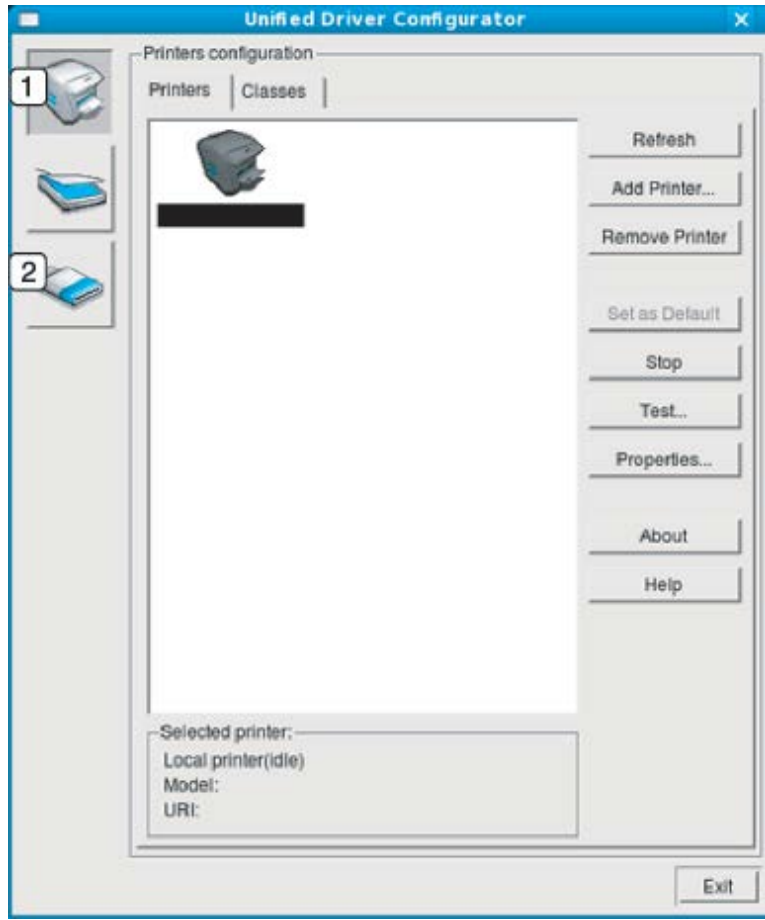 Unified Driver Configurator
1
2
Printers configuration
Printers
Classes
Refresh
Add Printer...
Remove Printer
Set as Default
Stop
Test...
Properties...
About
Help
Selected printer:
Local printer(idle)
Model:
URI:
Exit